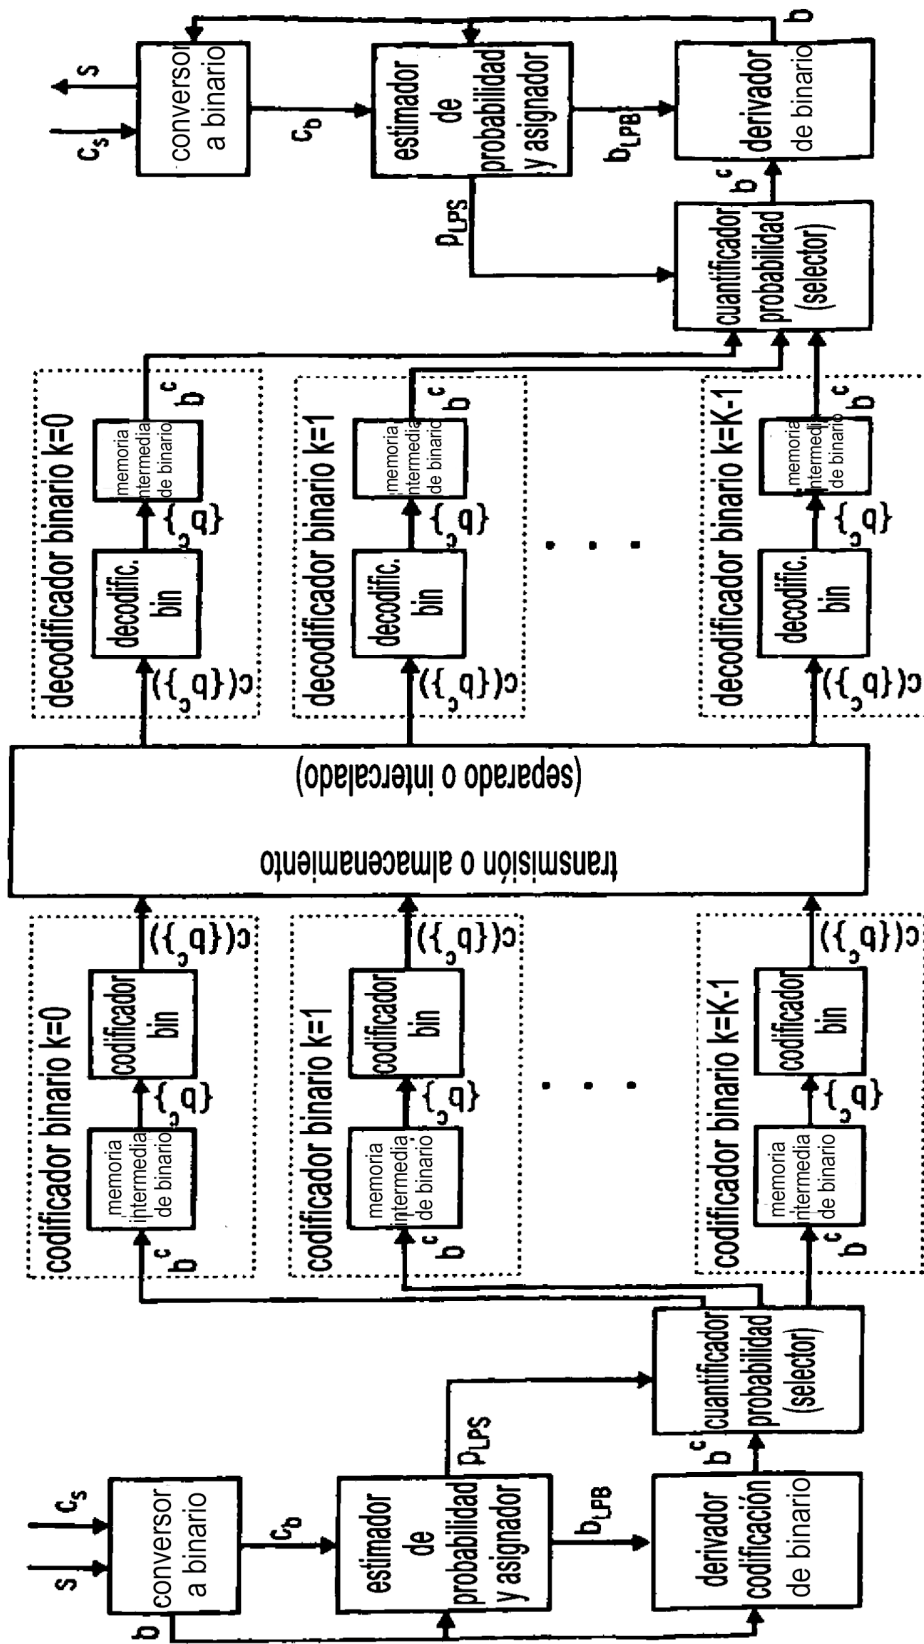 s
c_s
conversor
a binario
b
c_b
estimador
de
probabilidad
y asignador
p_LPS
b_LPB
derivador
codificación
de binario
b^c
cuantificador
probabilidad
(selector)
codificador binario k=0
b^c
memoria
intermedia
de binario
{b^c}
codificador
bin
c({b^c})
codificador binario k=1
b^c
memoria
intermedia
de binario
{b^c}
codificador
bin
c({b^c})
. . .
codificador binario k=K-1
b^c
memoria
intermedia
de binario
{b^c}
codificador
bin
c({b^c})
transmisión o almacenamiento
(separado o intercalado)
decodificador binario k=0
c({b^c})
decodific.
bin
{b^c}
memoria
intermedia
de binario
b^c
decodificador binario k=1
c({b^c})
decodific.
bin
{b^c}
memoria
intermedia
de binario
b^c
. . .
decodificador binario k=K-1
c({b^c})
decodific.
bin
{b^c}
memoria
intermedia
de binario
b^c
cuantificador
probabilidad
(selector)
c_s
s
conversor
a binario
c_b
estimador
de
probabilidad
y asignador
p_LPS
b_LPB
b^c
derivador
de binario
b